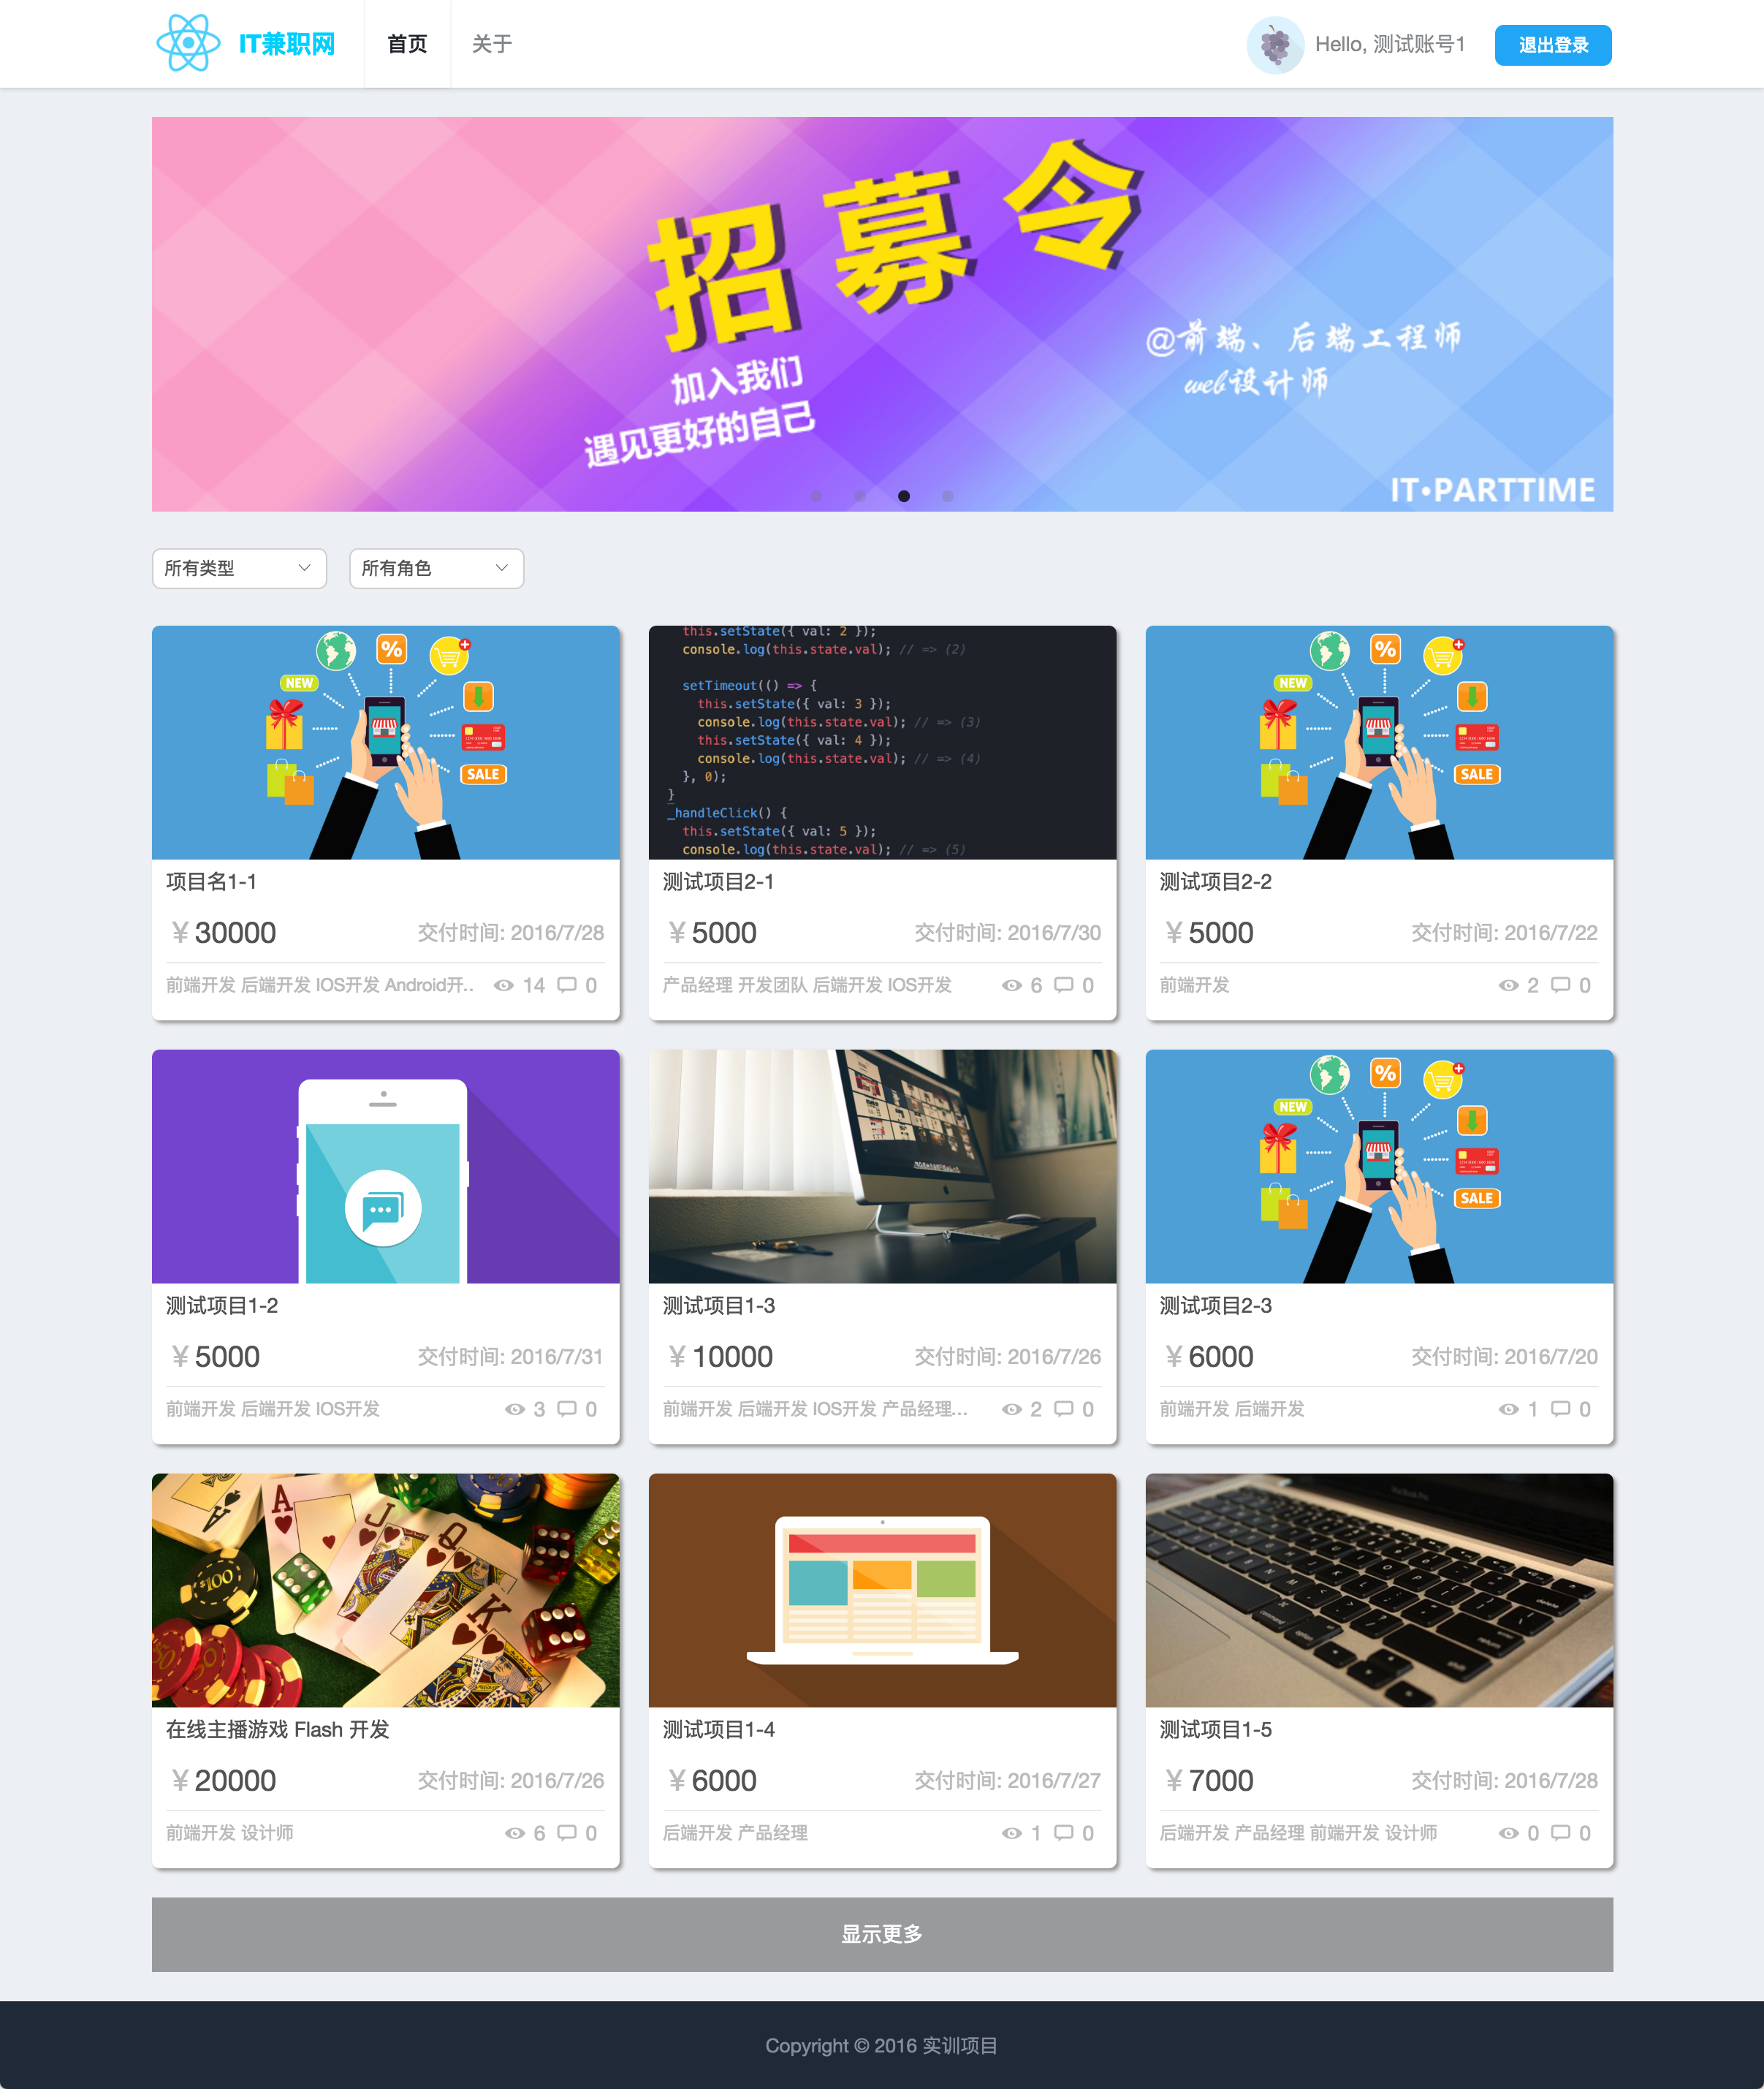 IT兼职网 首页 关于 Hello, 测试账号1 退出登录
招募令
加入我们
遇见更好的自己
@前端、后端工程师
web设计师
IT•PARTTIME
所有类型 所有角色
%
NEW
SALE
this.setState({ val: 2 });
console.log(this.state.val); // => (2)
setTimeout(() => {
this.setState({ val: 3 });
console.log(this.state.val); // => (3)
this.setState({ val: 4 });
console.log(this.state.val); // => (4)
}, 0);
}
_handleClick() {
this.setState({ val: 5 });
console.log(this.state.val); // => (5)
%
NEW
SALE
项目名1-1
¥30000 交付时间: 2016/7/28
前端开发 后端开发 IOS开发 Android开.. 14 0
测试项目2-1
¥5000 交付时间: 2016/7/30
产品经理 开发团队 后端开发 IOS开发 6 0
测试项目2-2
¥5000 交付时间: 2016/7/22
前端开发 2 0
%
NEW
SALE
测试项目1-2
¥5000 交付时间: 2016/7/31
前端开发 后端开发 IOS开发 3 0
测试项目1-3
¥10000 交付时间: 2016/7/26
前端开发 后端开发 IOS开发 产品经理... 2 0
测试项目2-3
¥6000 交付时间: 2016/7/20
前端开发 后端开发 1 0
A
J
Q
K
$100
在线主播游戏 Flash 开发
¥20000 交付时间: 2016/7/26
前端开发 设计师 6 0
测试项目1-4
¥6000 交付时间: 2016/7/27
后端开发 产品经理 1 0
测试项目1-5
¥7000 交付时间: 2016/7/28
后端开发 产品经理 前端开发 设计师 0 0
显示更多
Copyright © 2016 实训项目